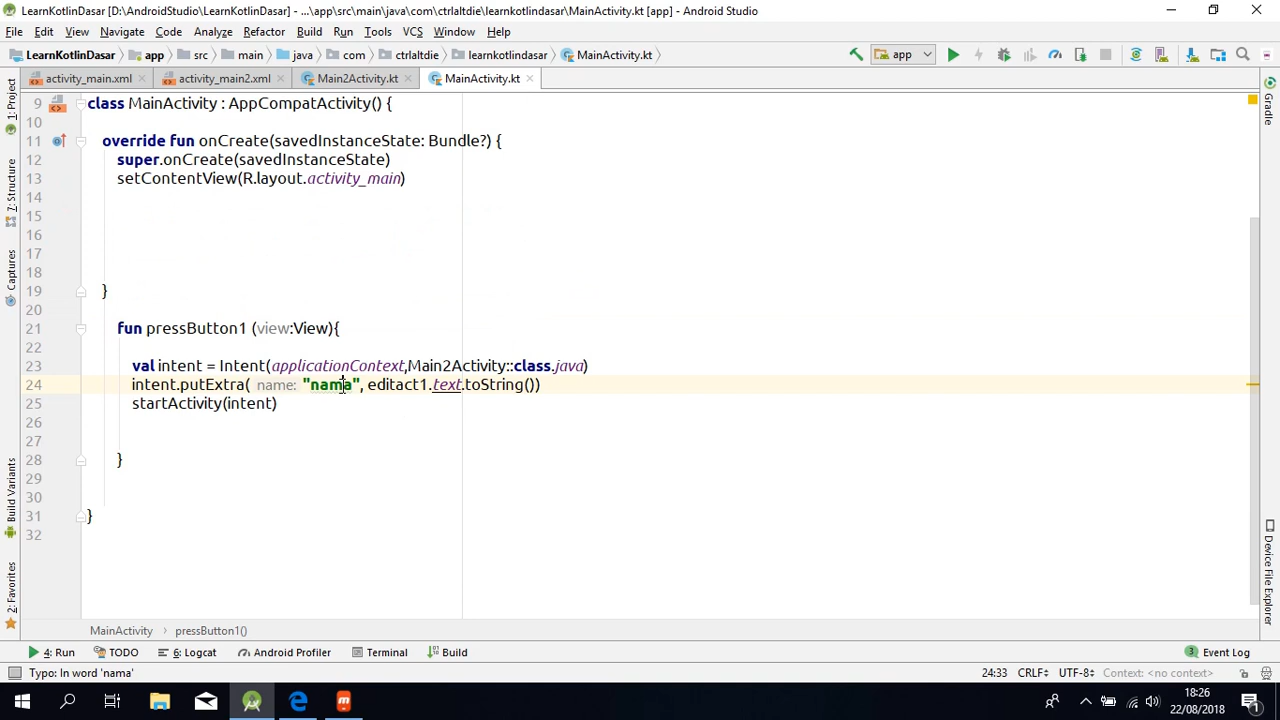 LearnKotlinDasar [D:\AndroidStudio\LearnKotlinDasar] - ...\app\src\main\java\com\ctrlaltdie\learnkotlindasar\MainActivity.kt [app] - Android Studio
File Edit View Navigate Code Analyze Refactor Build Run Tools VCS Window Help
LearnKotlinDasar app src main java com ctrlaltdie learnkotlindasar MainActivity.kt app
activity_main.xml activity_main2.xml Main2Activity.kt MainActivity.kt
1: Project
7: Structure
Captures
Build Variants
2: Favorites
Gradle
Device File Explorer
9 class MainActivity : AppCompatActivity() {
10
11 override fun onCreate(savedInstanceState: Bundle?) {
12 super.onCreate(savedInstanceState)
13 setContentView(R.layout.activity_main)
14
15
16
17
18
19 }
20
21 fun pressButton1 (view:View){
22
23 val intent = Intent(applicationContext,Main2Activity::class.java)
24 intent.putExtra( name: "nama", editact1.text.toString())
25 startActivity(intent)
26
27
28 }
29
30
31 }
32
MainActivity pressButton1()
4: Run TODO 6: Logcat Android Profiler Terminal Build 3 Event Log
Typo: In word 'nama' 24:33 CRLF UTF-8 Context: <no context>
18:26
22/08/2018
1